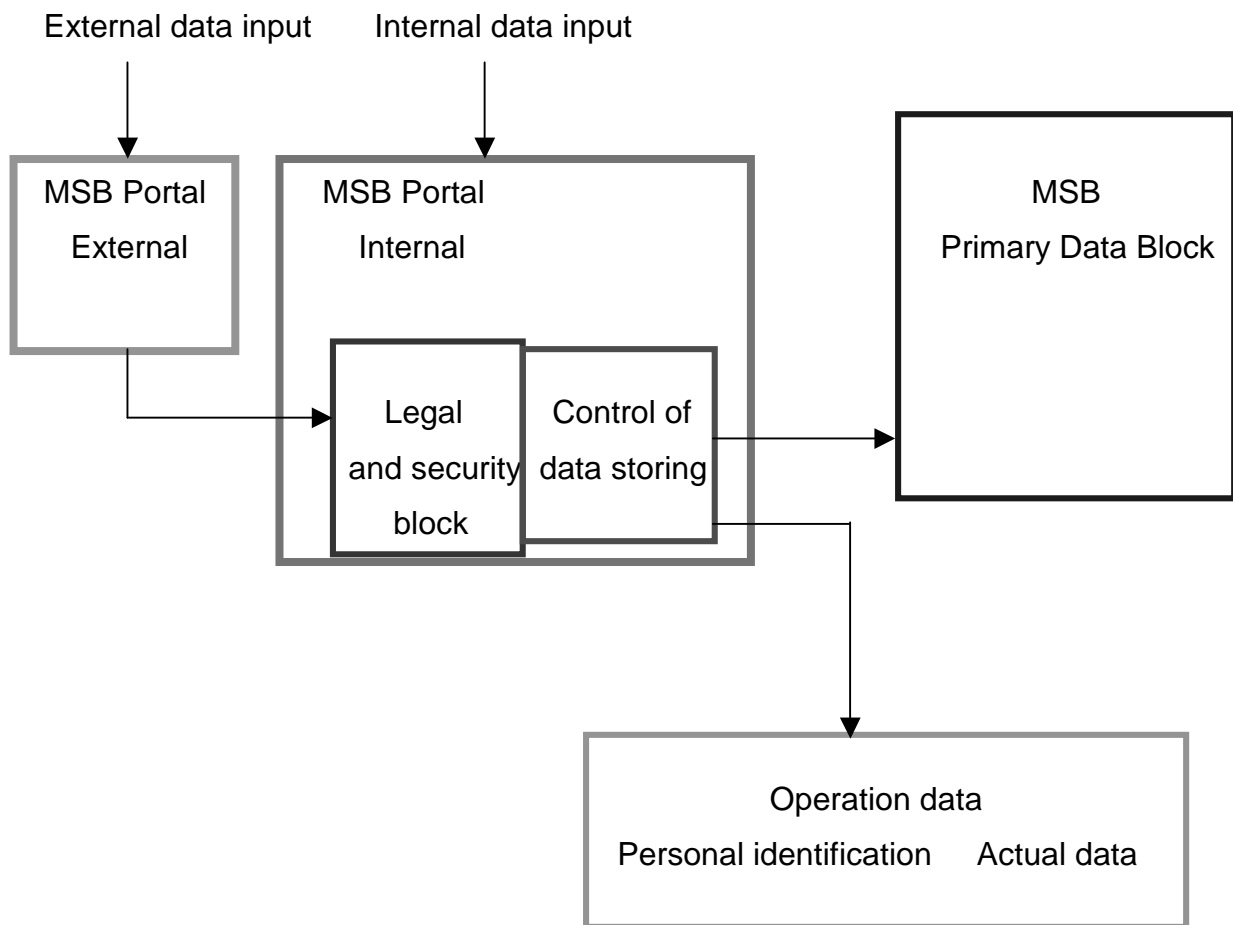 External data input
Internal data input
MSB Portal
External
MSB Portal
Internal
MSB
Primary Data Block
Legal
and security
block
Control of
data storing
Operation data
Personal identification Actual data